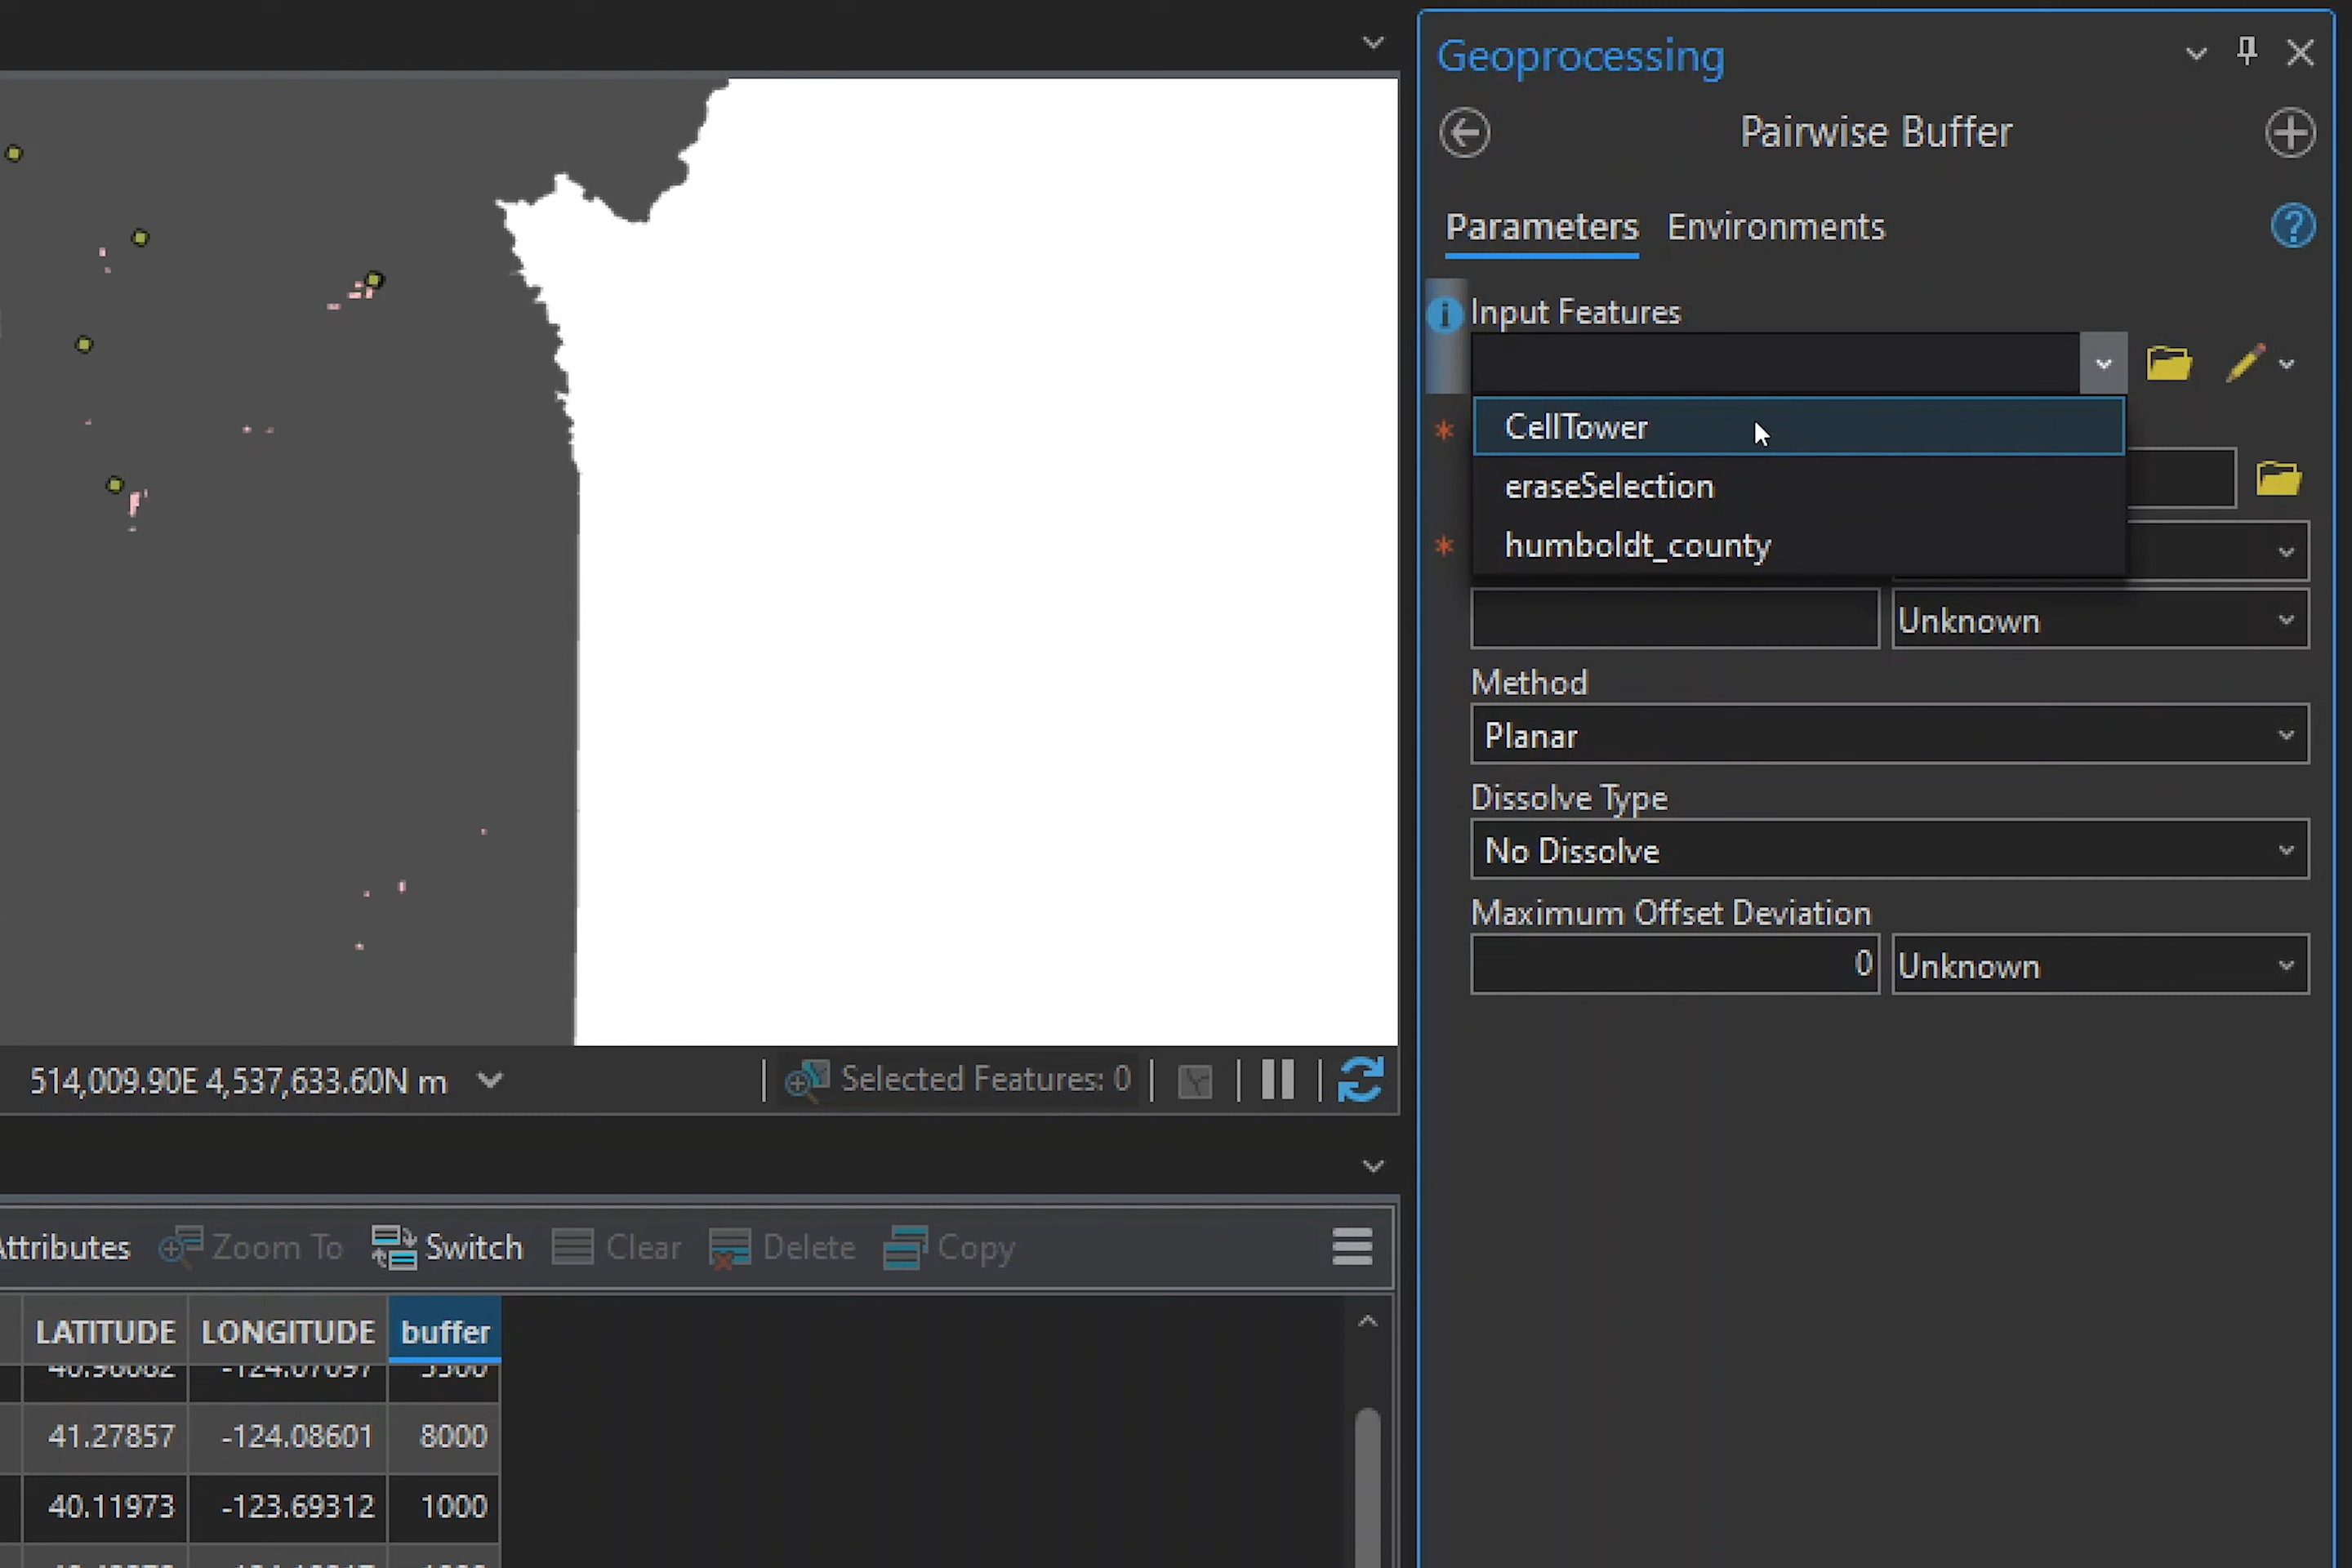 Geoprocessing
Pairwise Buffer
Parameters Environments
Input Features
CellTower
eraseSelection
humboldt_county
Unknown
Method
Planar
Dissolve Type
No Dissolve
Maximum Offset Deviation
0 Unknown
514,009.90E 4,537,633.60N m
Selected Features: 0
Attributes Zoom To Switch Clear Delete Copy
LATITUDE LONGITUDE buffer
41.27857 -124.08601 8000
40.11973 -123.69312 1000